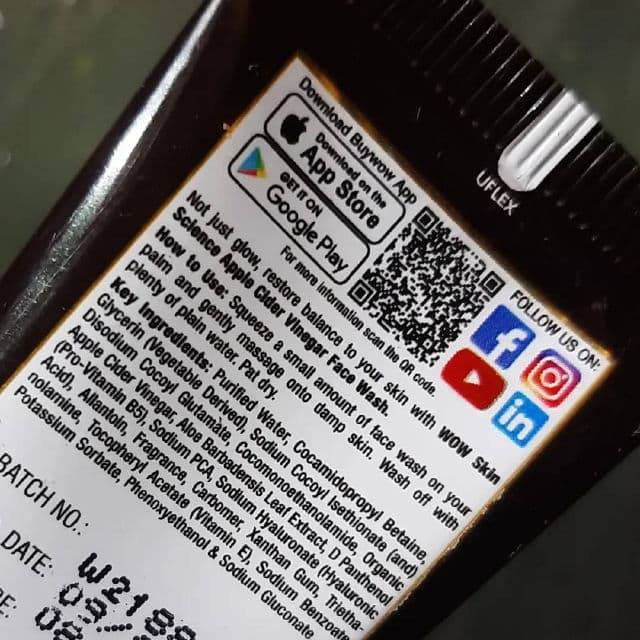 UFLEX
Download Buywow App
Download on the
App Store
GET IT ON
Google Play
For more information scan the QR code.
FOLLOW US ON:
Not just glow, restore balance to your skin with WOW Skin
Science Apple Cider Vinegar Face Wash.
How to Use: Squeeze a small amount of face wash on your
palm and gently massage onto damp skin. Wash off with
plenty of plain water. Pat dry.
Key Ingredients: Purified Water, Cocamidopropyl Betaine,
Glycerin (Vegetable Derived), Sodium Cocoyl Isethionate (and)
Disodium Cocoyl Glutamate, Cocomonoethanolamide, Organic
Apple Cider Vinegar, Aloe Barbadensis Leaf Extract, D Panthenol
(Pro-Vitamin B5), Sodium PCA, Sodium Hyaluronate (Hyaluronic
Acid), Allantoin, Fragrance, Carbomer, Xanthan Gum, Trietha-
nolamine, Tocopheryl Acetate (Vitamin E), Sodium Benzoate,
Potassium Sorbate, Phenoxyethanol & Sodium Gluconate
BATCH NO.:
DATE: